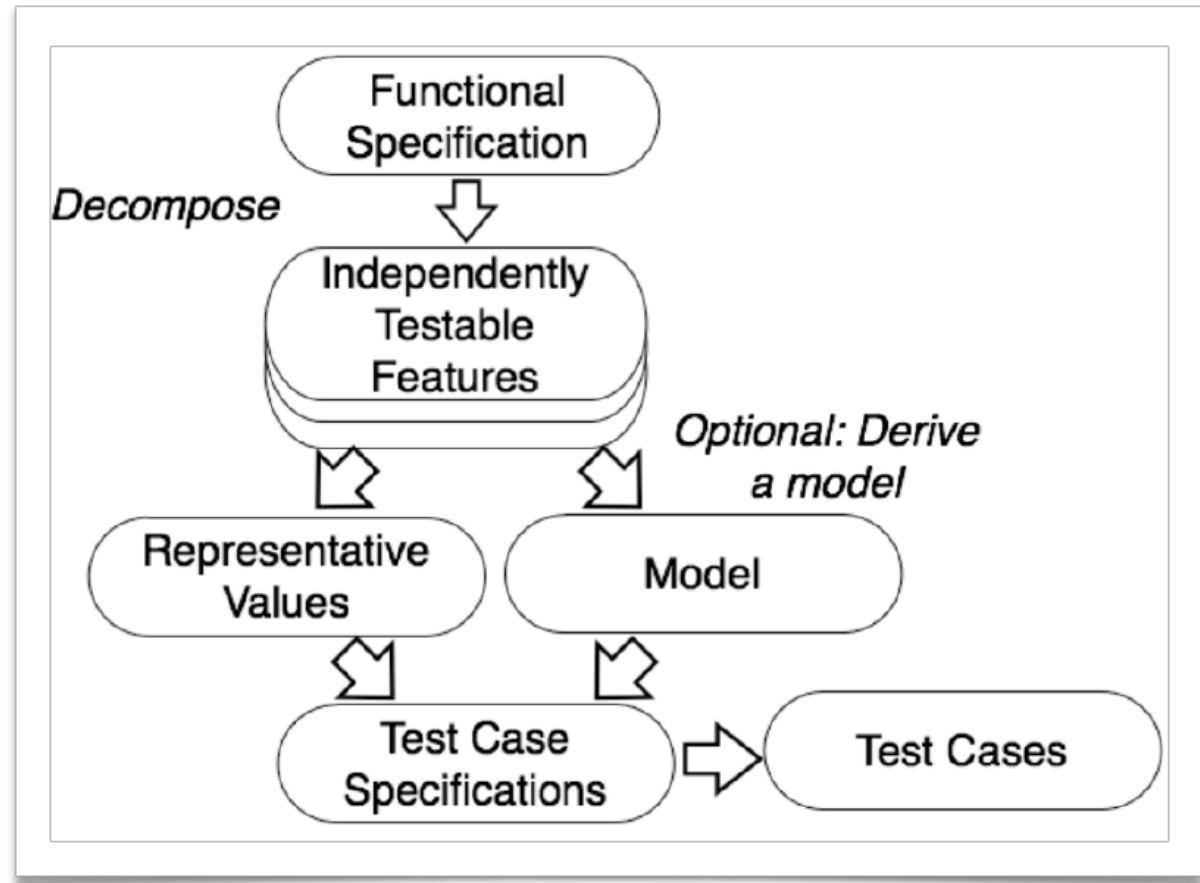 Functional
Specification
Decompose
Independently
Testable
Features
Optional: Derive
a model
Representative
Values
Model
Test Case
Specifications
Test Cases